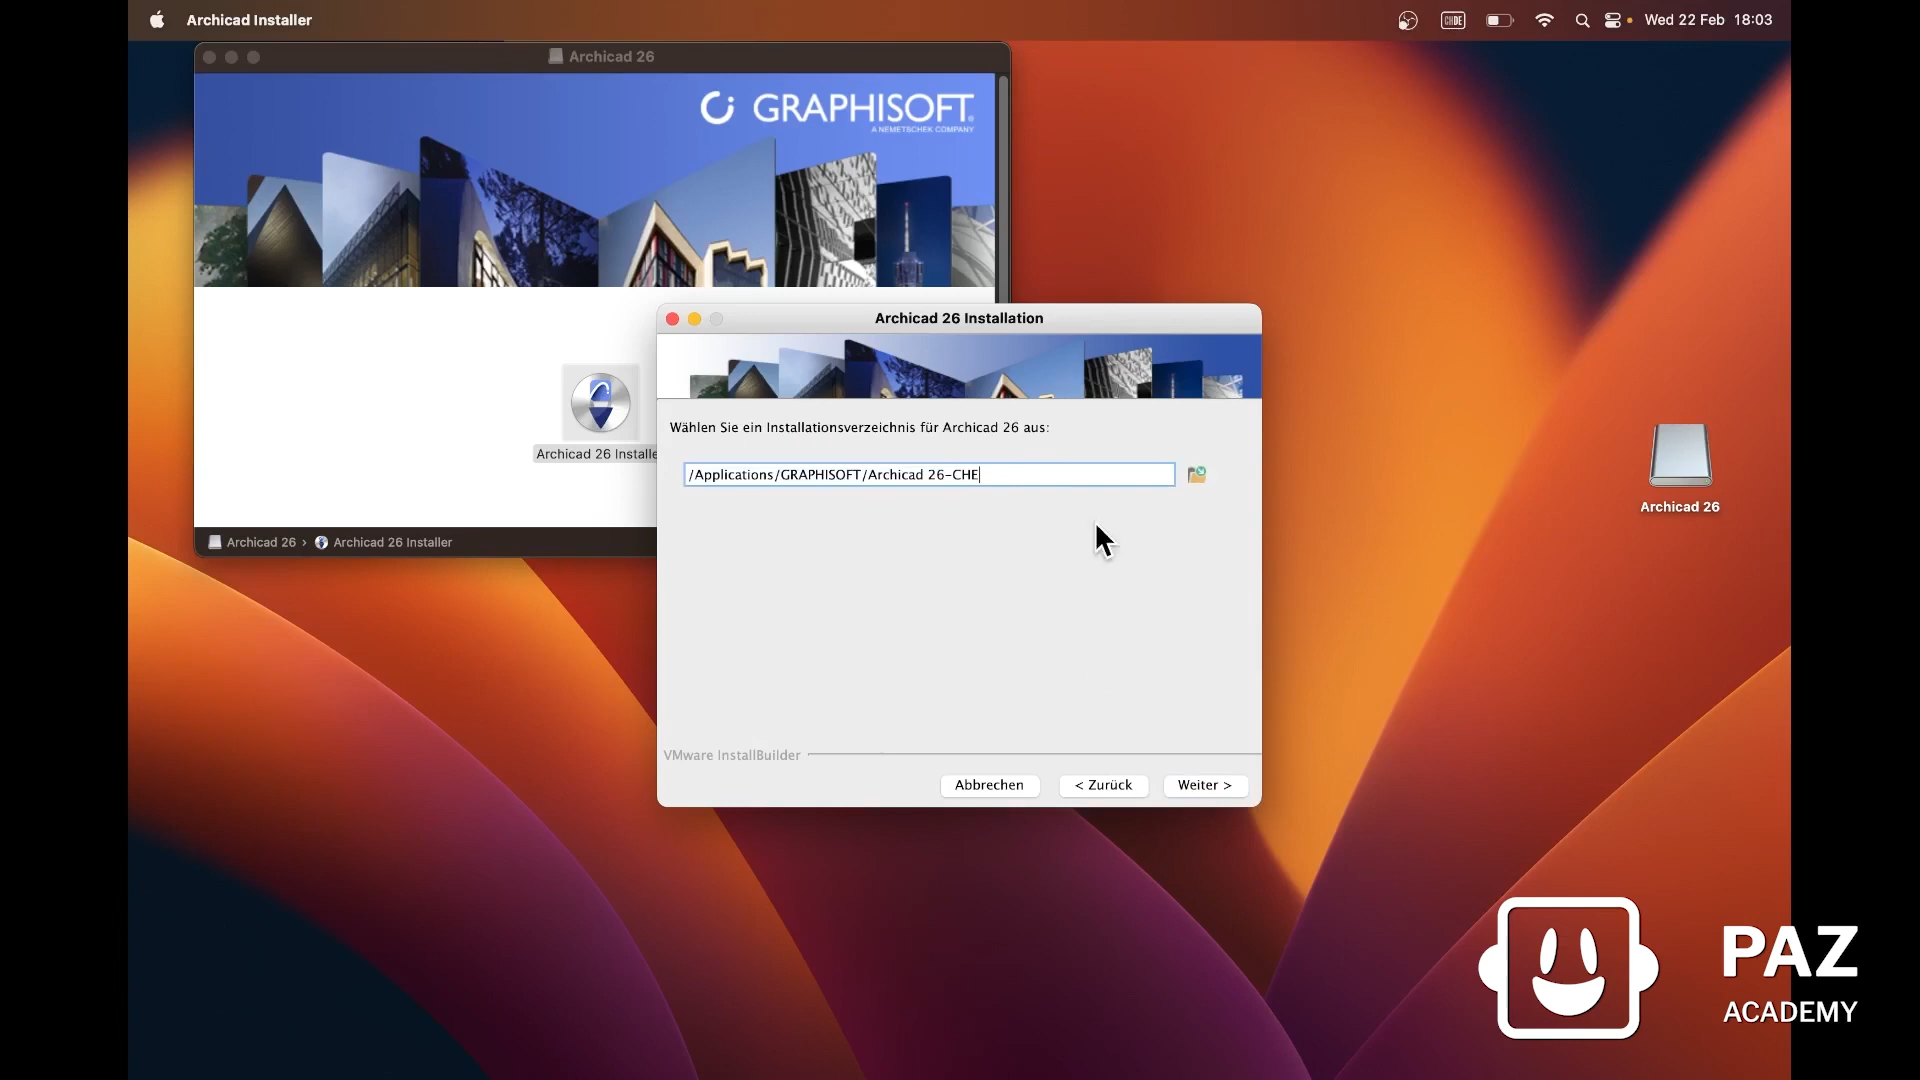 Archicad Installer
CHDE
Wed 22 Feb 18:03
Archicad 26
GRAPHISOFT®
A NEMETSCHEK COMPANY
Archicad 26 Installe
Archicad 26 › Archicad 26 Installer
Archicad 26 Installation
Wählen Sie ein Installationsverzeichnis für Archicad 26 aus:
/Applications/GRAPHISOFT/Archicad 26-CHE
VMware InstallBuilder
Abbrechen
< Zurück
Weiter >
Archicad 26
PAZ
ACADEMY